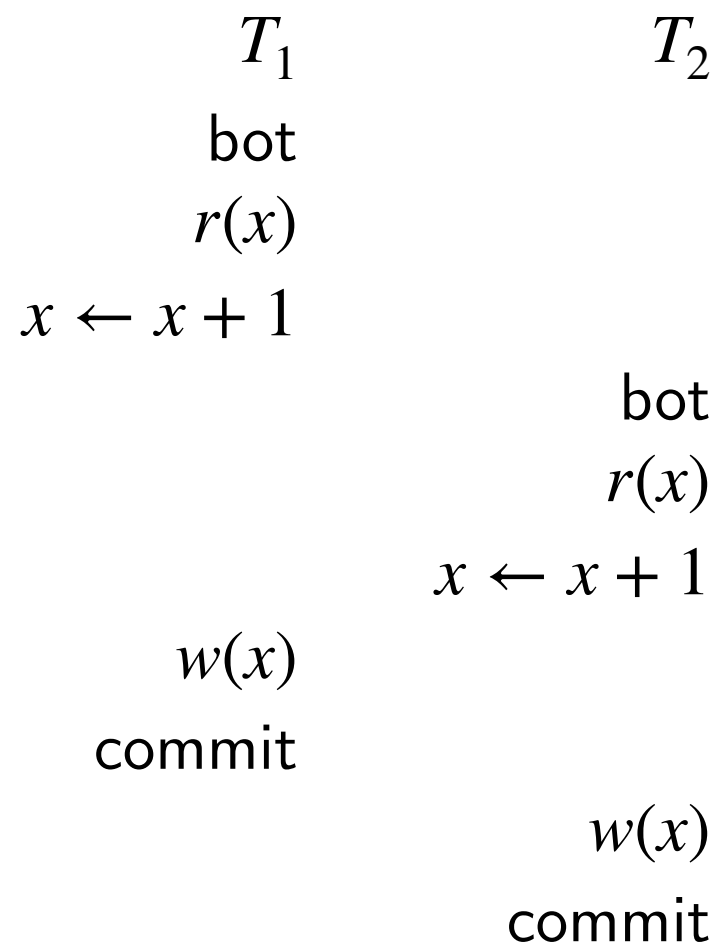 T₁ T₂
bot
r(x)
x ← x + 1
bot
r(x)
x ← x + 1
w(x)
commit
w(x)
commit